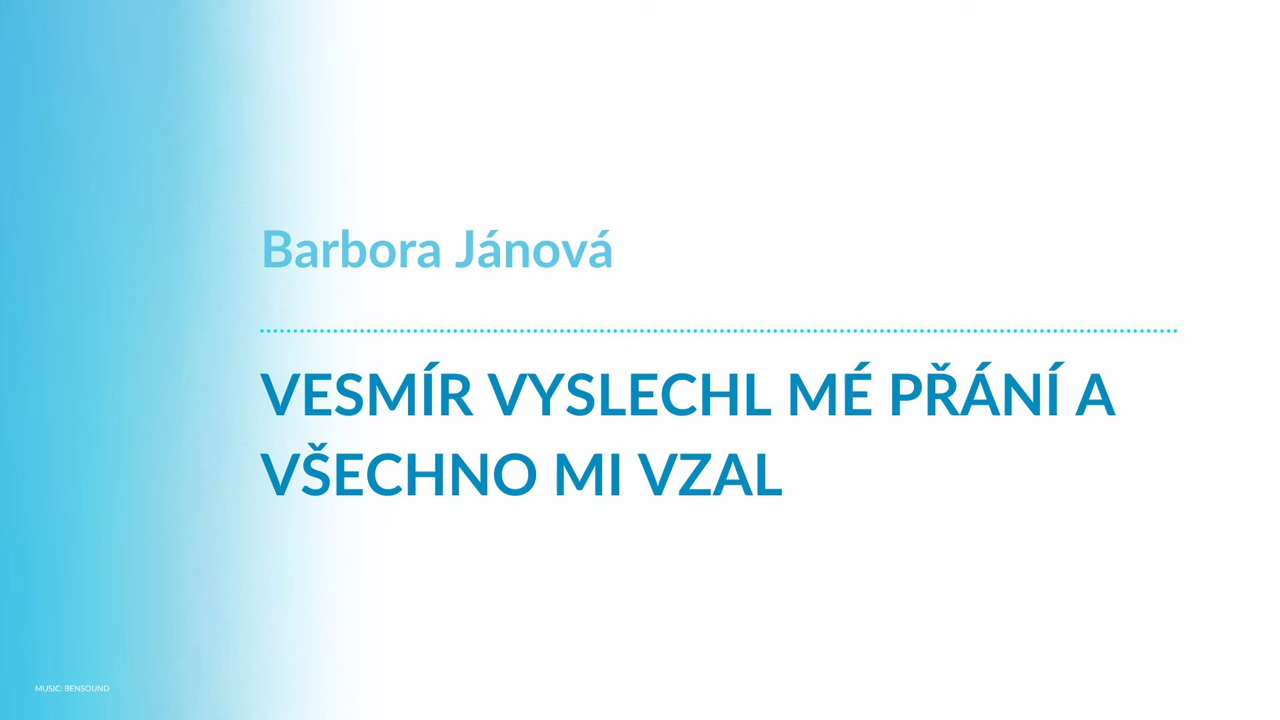 Barbora Jánová
VESMÍR VYSLECHL MÉ PŘÁNÍ A
VŠECHNO MI VZAL
MUSIC: BENSOUND